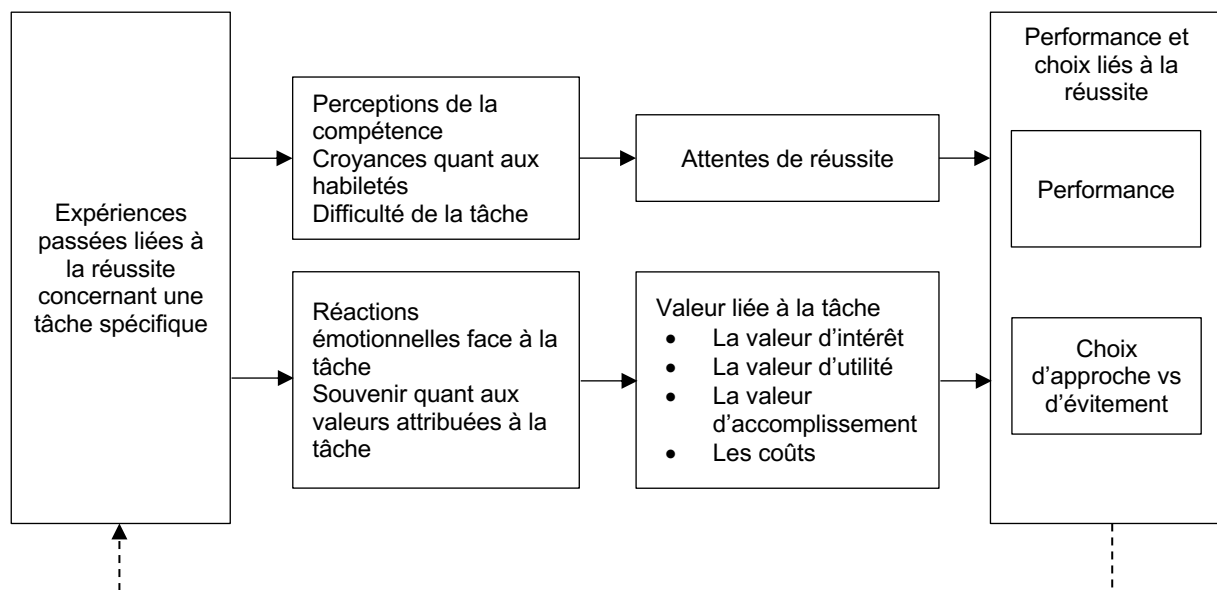 Expériences
passées liées à
la réussite
concernant une
tâche spécifique
Perceptions de la
compétence
Croyances quant aux
habiletés
Difficulté de la tâche
Attentes de réussite
Réactions
émotionnelles face à la
tâche
Souvenir quant aux
valeurs attribuées à la
tâche
Valeur liée à la tâche
• La valeur d’intérêt
• La valeur d’utilité
• La valeur
d’accomplissement
• Les coûts
Performance et
choix liés à la
réussite
Performance
Choix
d’approche vs
d’évitement